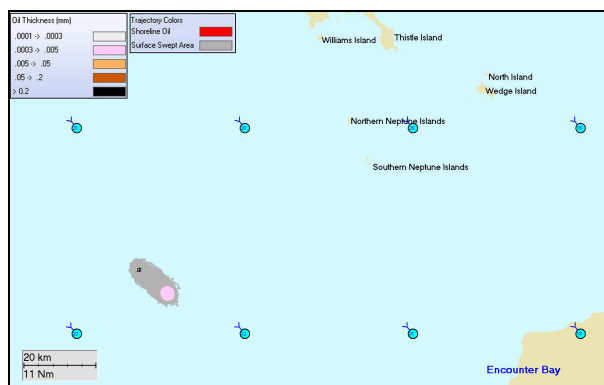 Oil Thickness (mm)
.0001 -> .0003
.0003 -> .005
.005 -> .05
.05 -> .2
> 0.2
Trajectory Colors
Shoreline Oil
Surface Swept Area
Williams Island
Thistle Island
North Island
Wedge Island
Northern Neptune Islands
Southern Neptune Islands
20 km
11 Nm
Encounter Bay